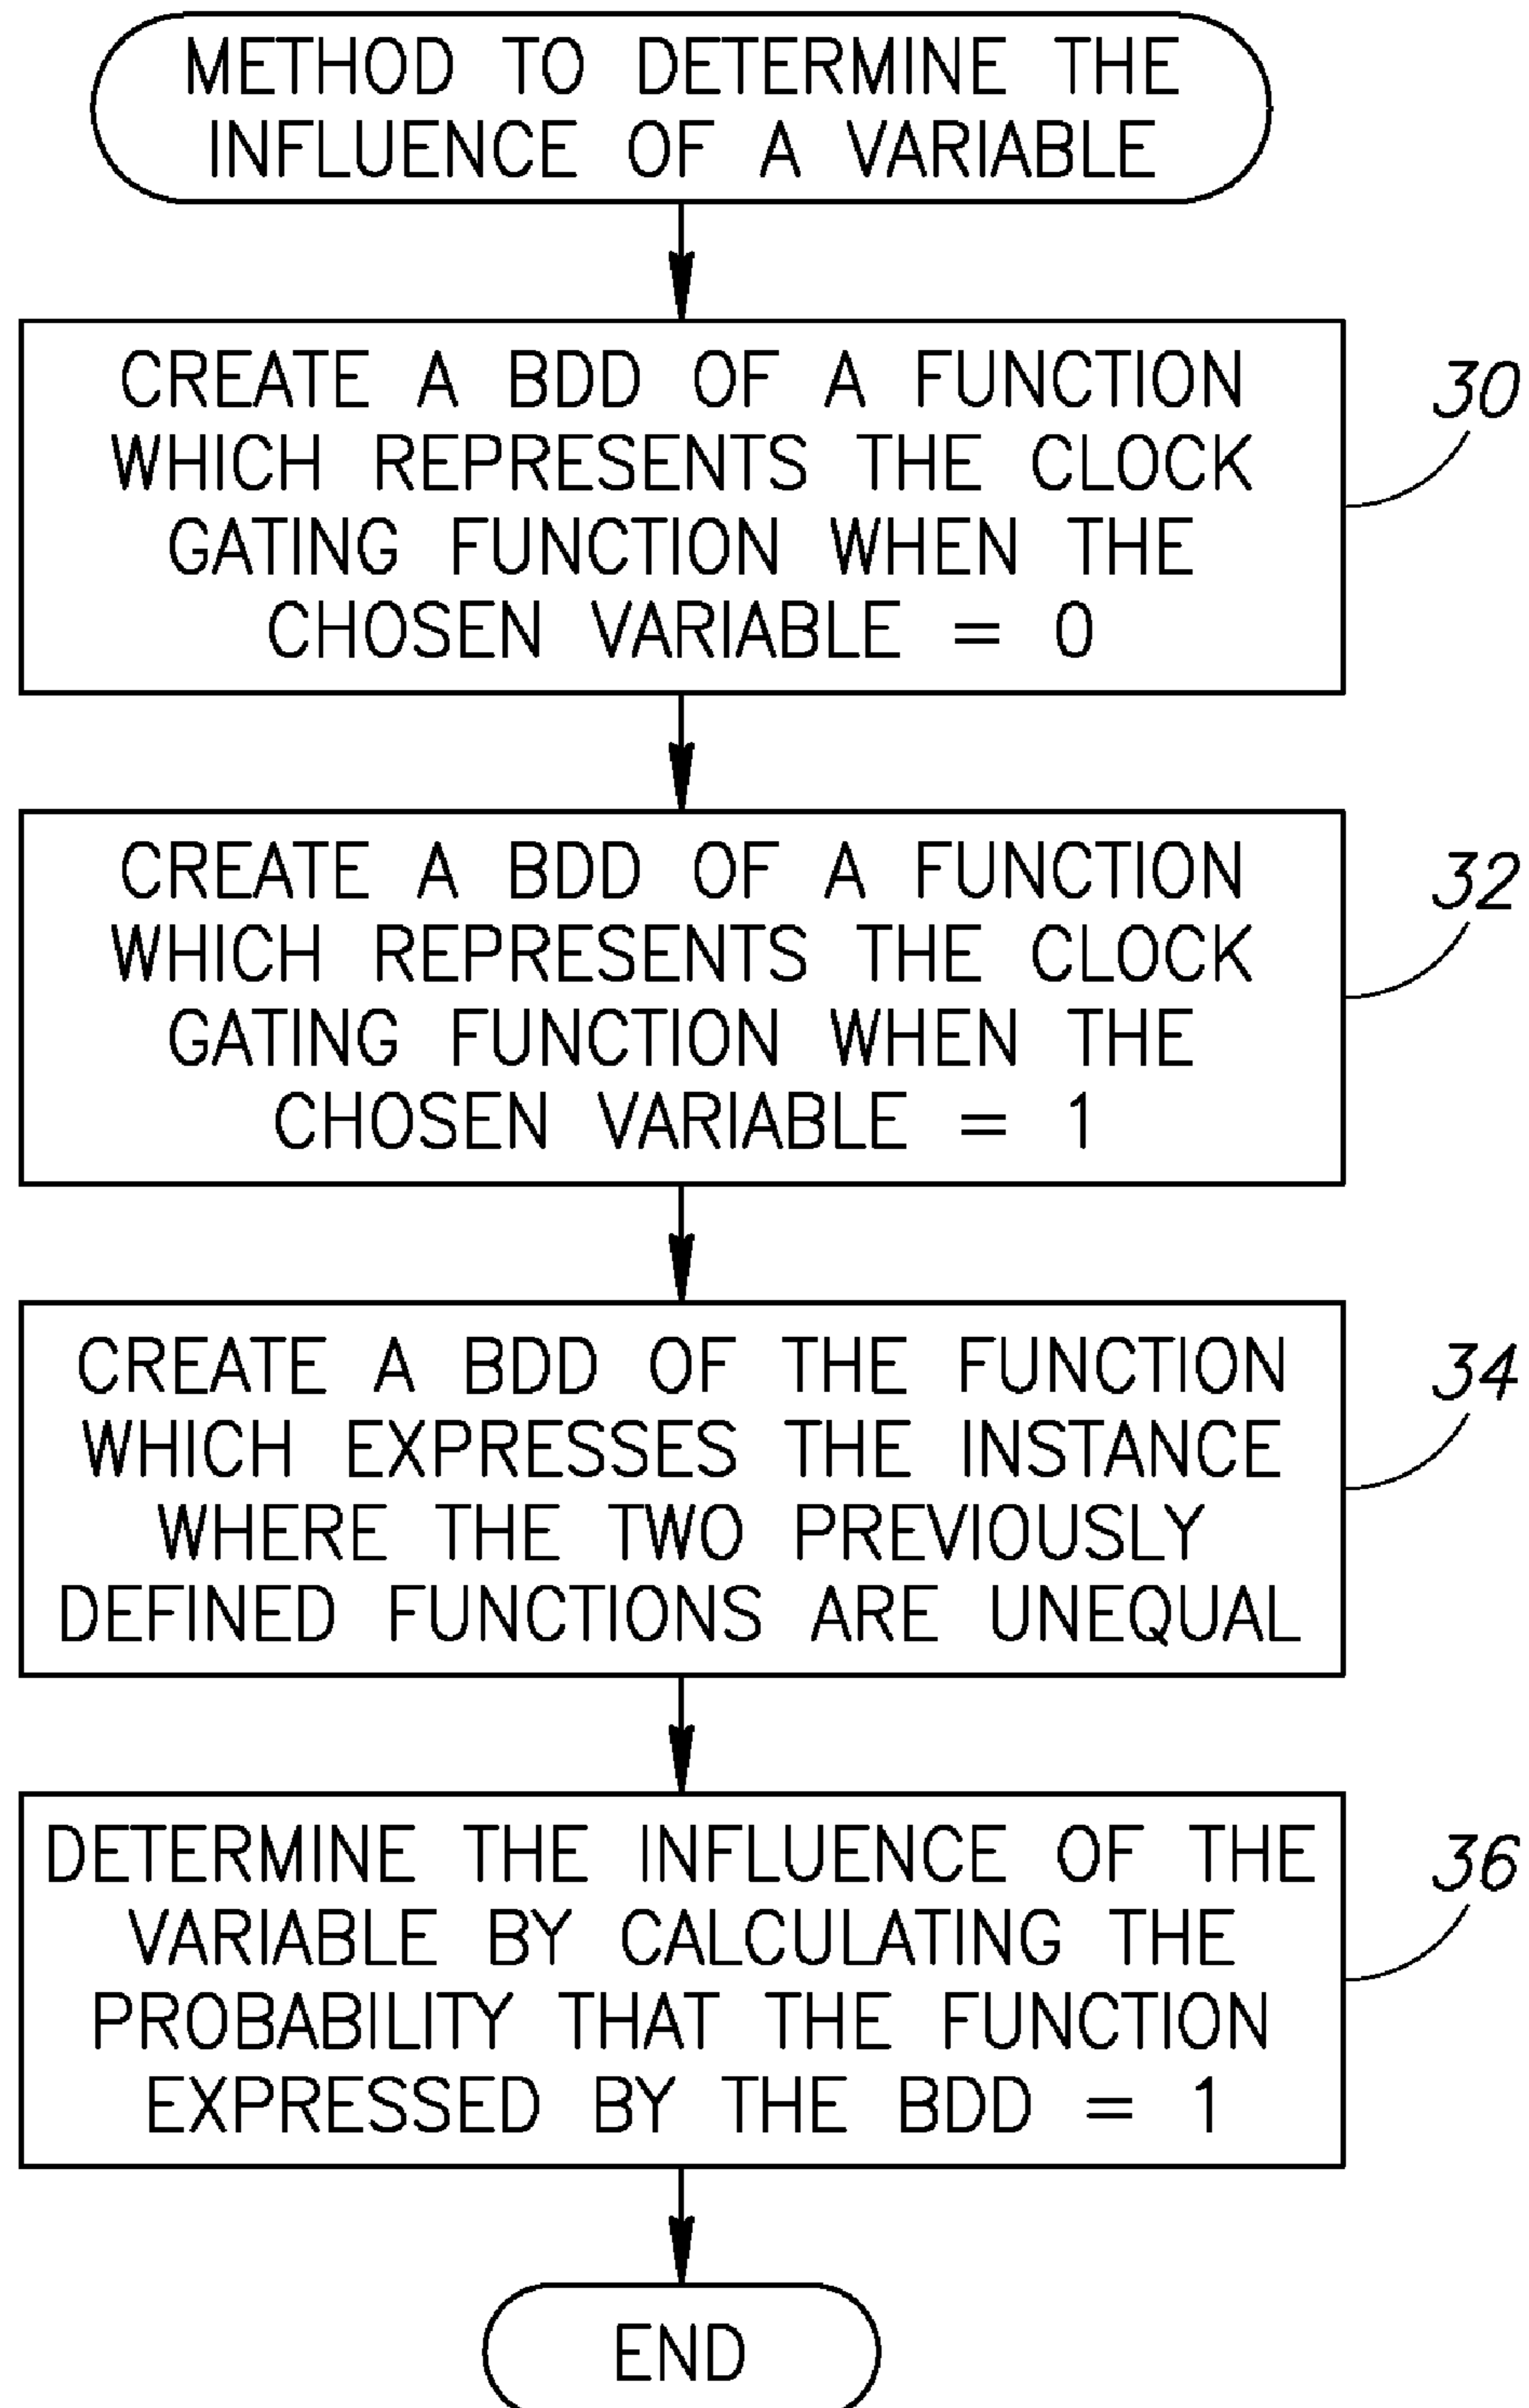 METHOD TO DETERMINE THE
INFLUENCE OF A VARIABLE
CREATE A BDD OF A FUNCTION
WHICH REPRESENTS THE CLOCK
GATING FUNCTION WHEN THE
CHOSEN VARIABLE = 0
30
CREATE A BDD OF A FUNCTION
WHICH REPRESENTS THE CLOCK
GATING FUNCTION WHEN THE
CHOSEN VARIABLE = 1
32
CREATE A BDD OF THE FUNCTION
WHICH EXPRESSES THE INSTANCE
WHERE THE TWO PREVIOUSLY
DEFINED FUNCTIONS ARE UNEQUAL
34
DETERMINE THE INFLUENCE OF THE
VARIABLE BY CALCULATING THE
PROBABILITY THAT THE FUNCTION
EXPRESSED BY THE BDD = 1
36
END